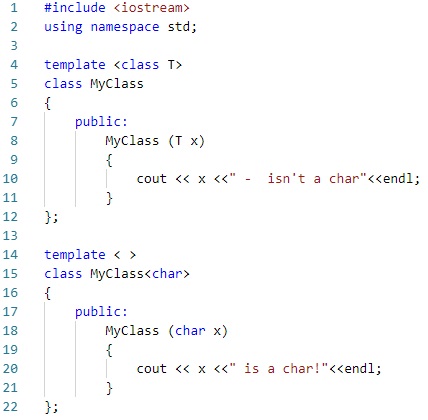 1 #include <iostream>
2 using namespace std;
3
4 template <class T>
5 class MyClass
6 {
7 public:
8 MyClass (T x)
9 {
10 cout << x <<" -  isn't a char"<<endl;
11 }
12 };
13
14 template < >
15 class MyClass<char>
16 {
17 public:
18 MyClass (char x)
19 {
20 cout << x <<" is a char!"<<endl;
21 }
22 };